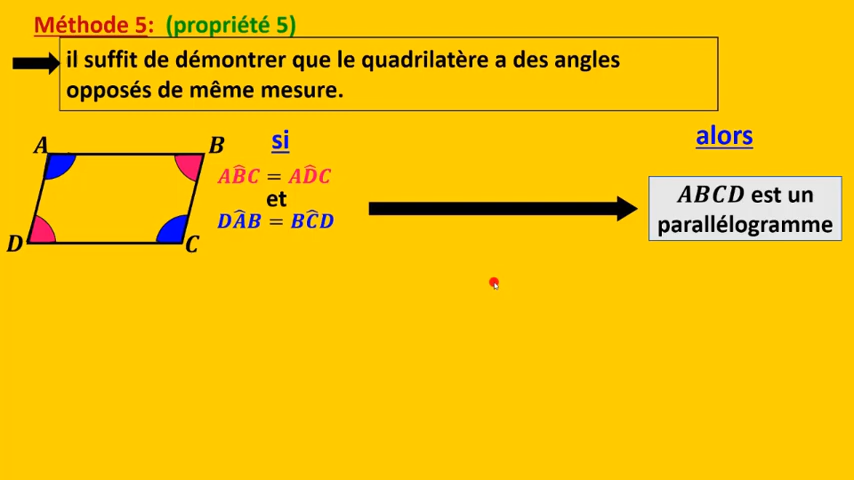 Méthode 5: (propriété 5)
il suffit de démontrer que le quadrilatère a des angles
opposés de même mesure.
A B
D C
si
AB̂C = AD̂C
et
DÂB = BĈD
alors
ABCD est un
parallélogramme